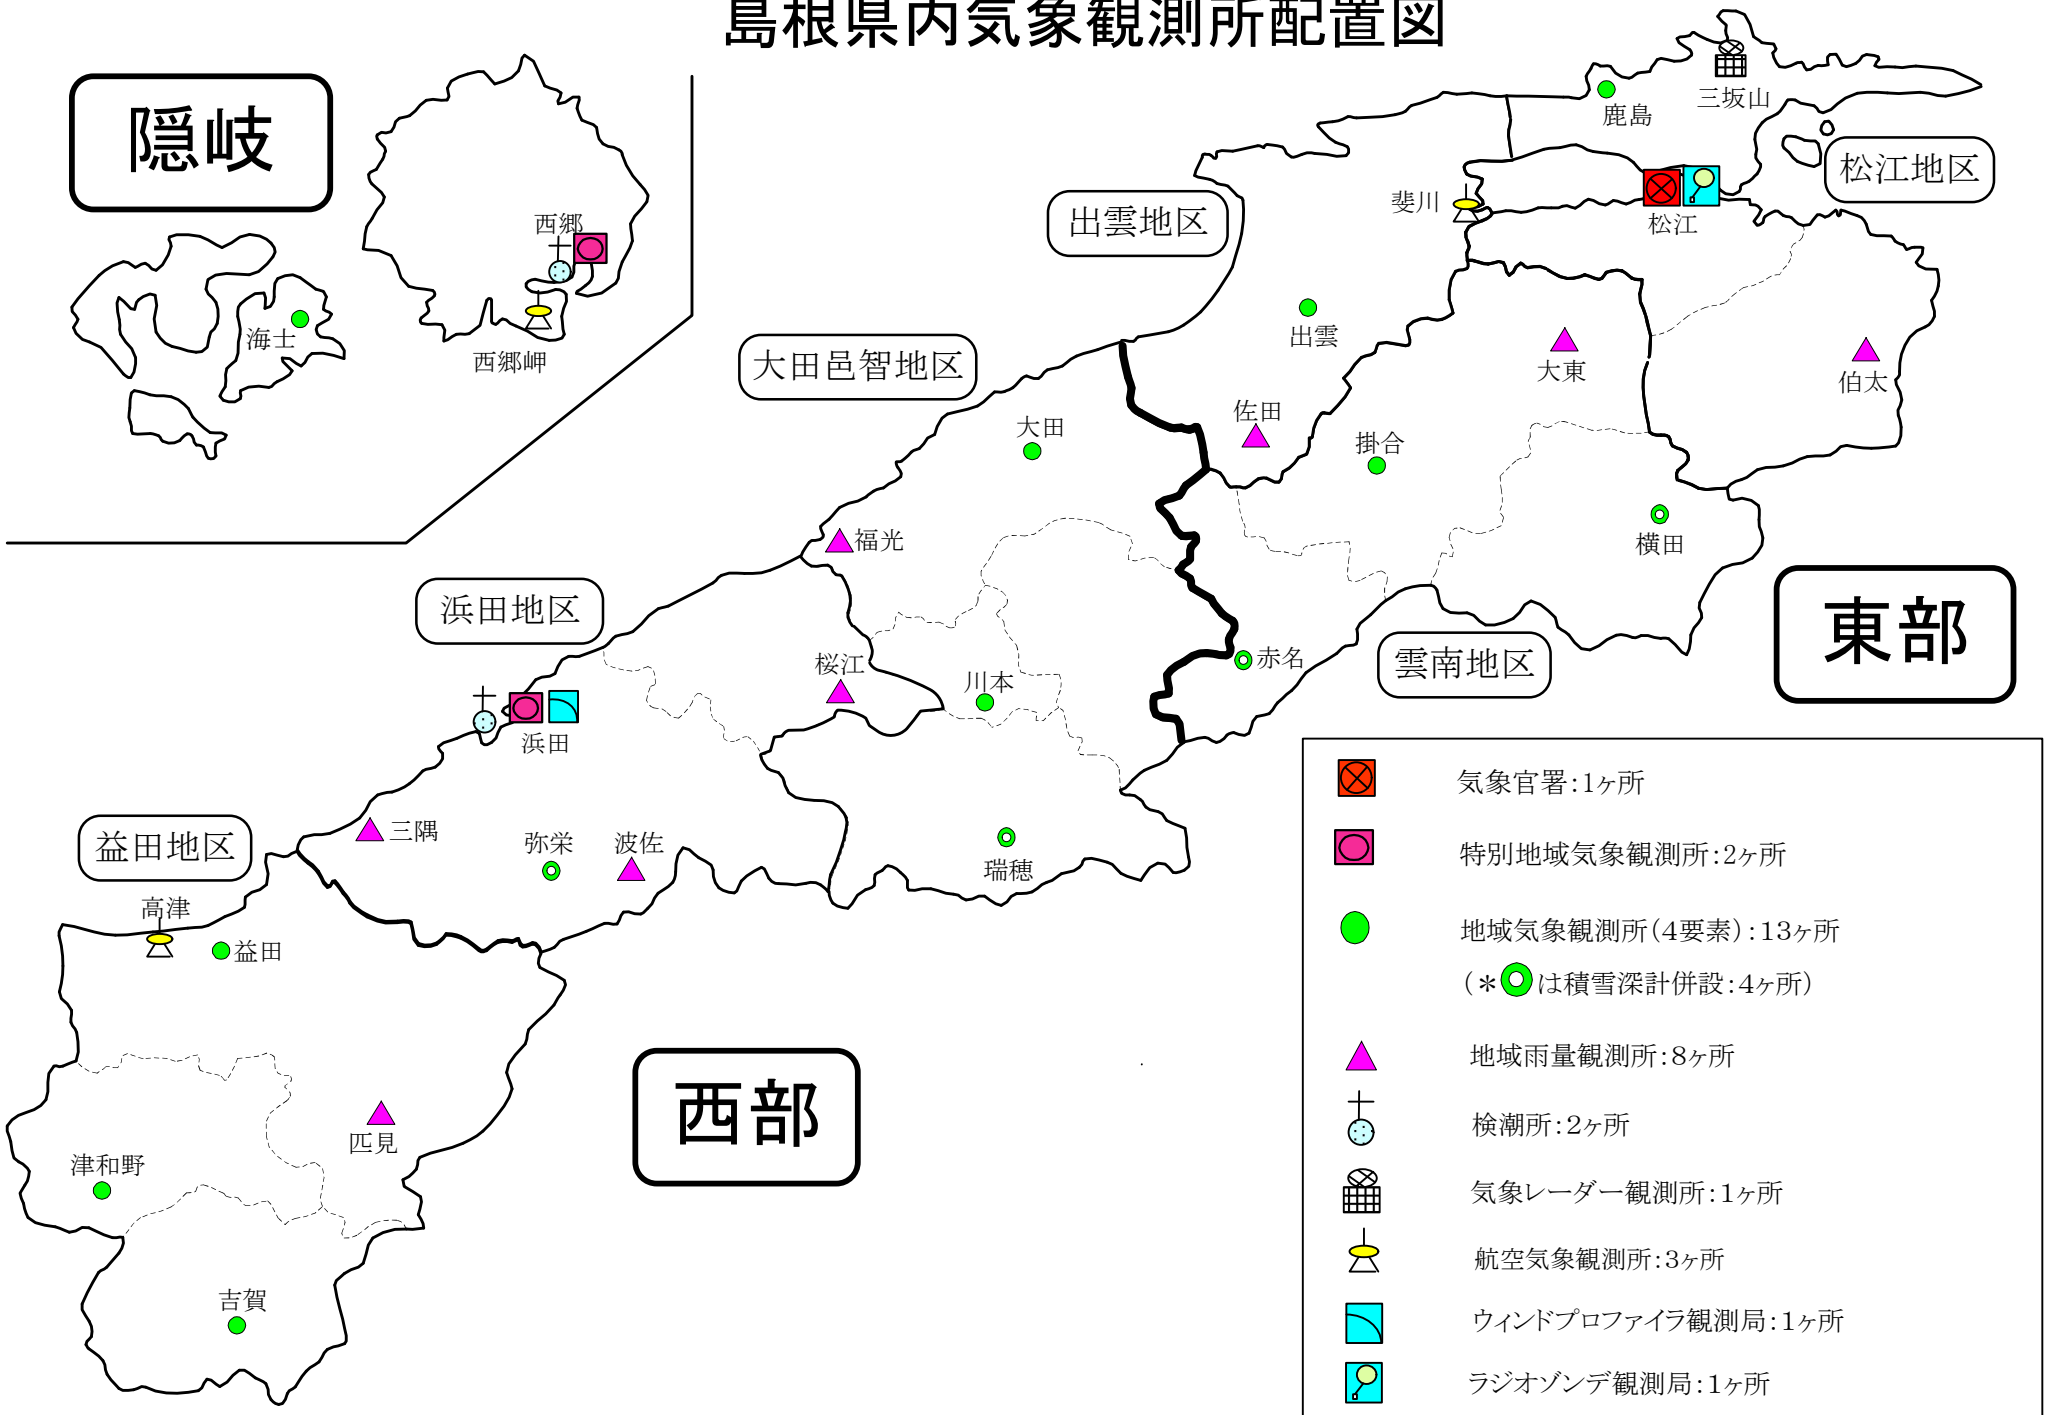 島根県内気象観測所配置図
隠岐
西郷
海士
西郷岬
三坂山
鹿島
松江地区
斐川
松江
出雲地区
出雲
大田邑智地区
大東
伯太
佐田
大田
掛合
福光
横田
浜田地区
東部
桜江
川本
赤名
雲南地区
浜田
益田地区
三隅
弥栄
波佐
瑞穂
高津
益田
西部
匹見
津和野
吉賀
気象官署:1ヶ所
特別地域気象観測所:2ヶ所
地域気象観測所(4要素):13ヶ所
(*◎は積雪深計併設:4ヶ所)
地域雨量観測所:8ヶ所
検潮所:2ヶ所
気象レーダー観測所:1ヶ所
航空気象観測所:3ヶ所
ウィンドプロファイラ観測局:1ヶ所
ラジオゾンデ観測局:1ヶ所